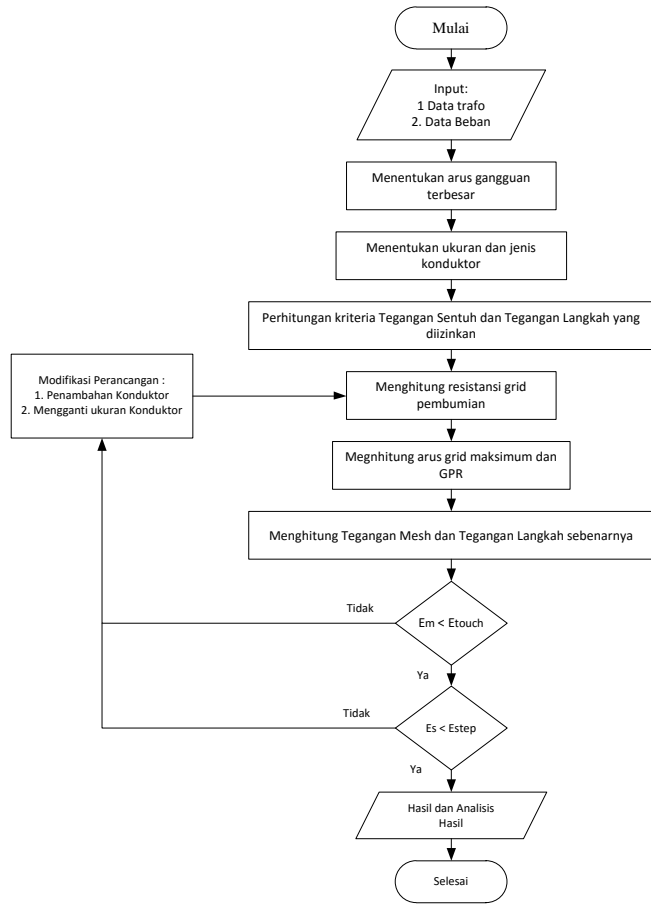 Mulai
Input:
1 Data trafo
2. Data Beban
Menentukan arus gangguan
terbesar
Menentukan ukuran dan jenis
konduktor
Perhitungan kriteria Tegangan Sentuh dan Tegangan Langkah yang
diizinkan
Modifikasi Perancangan :
1. Penambahan Konduktor
2. Mengganti ukuran Konduktor
Menghitung resistansi grid
pembumian
Megnhitung arus grid maksimum dan
GPR
Menghitung Tegangan Mesh dan Tegangan Langkah sebenarnya
Tidak
Em < Etouch
Ya
Tidak
Es < Estep
Ya
Hasil dan Analisis
Hasil
Selesai